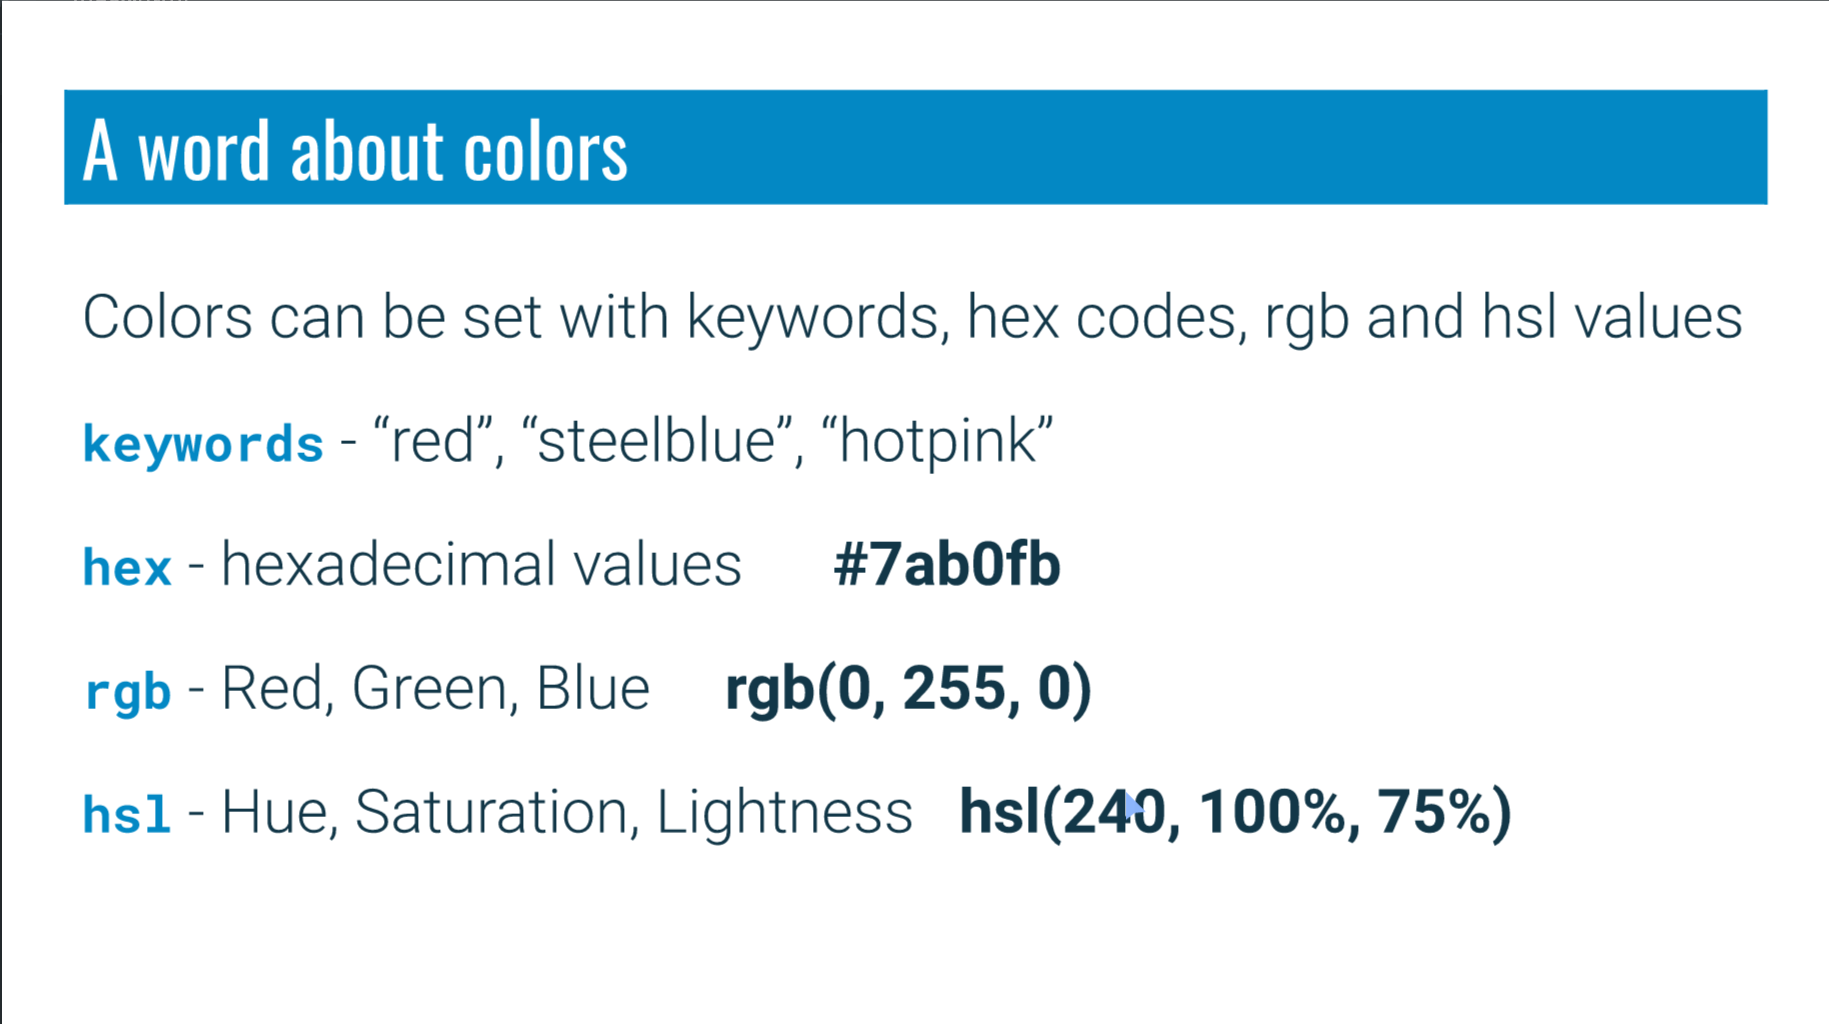 A word about colors
Colors can be set with keywords, hex codes, rgb and hsl values
keywords - “red”, “steelblue”, “hotpink”
hex - hexadecimal values #7ab0fb
rgb - Red, Green, Blue rgb(0, 255, 0)
hsl - Hue, Saturation, Lightness hsl(240, 100%, 75%)